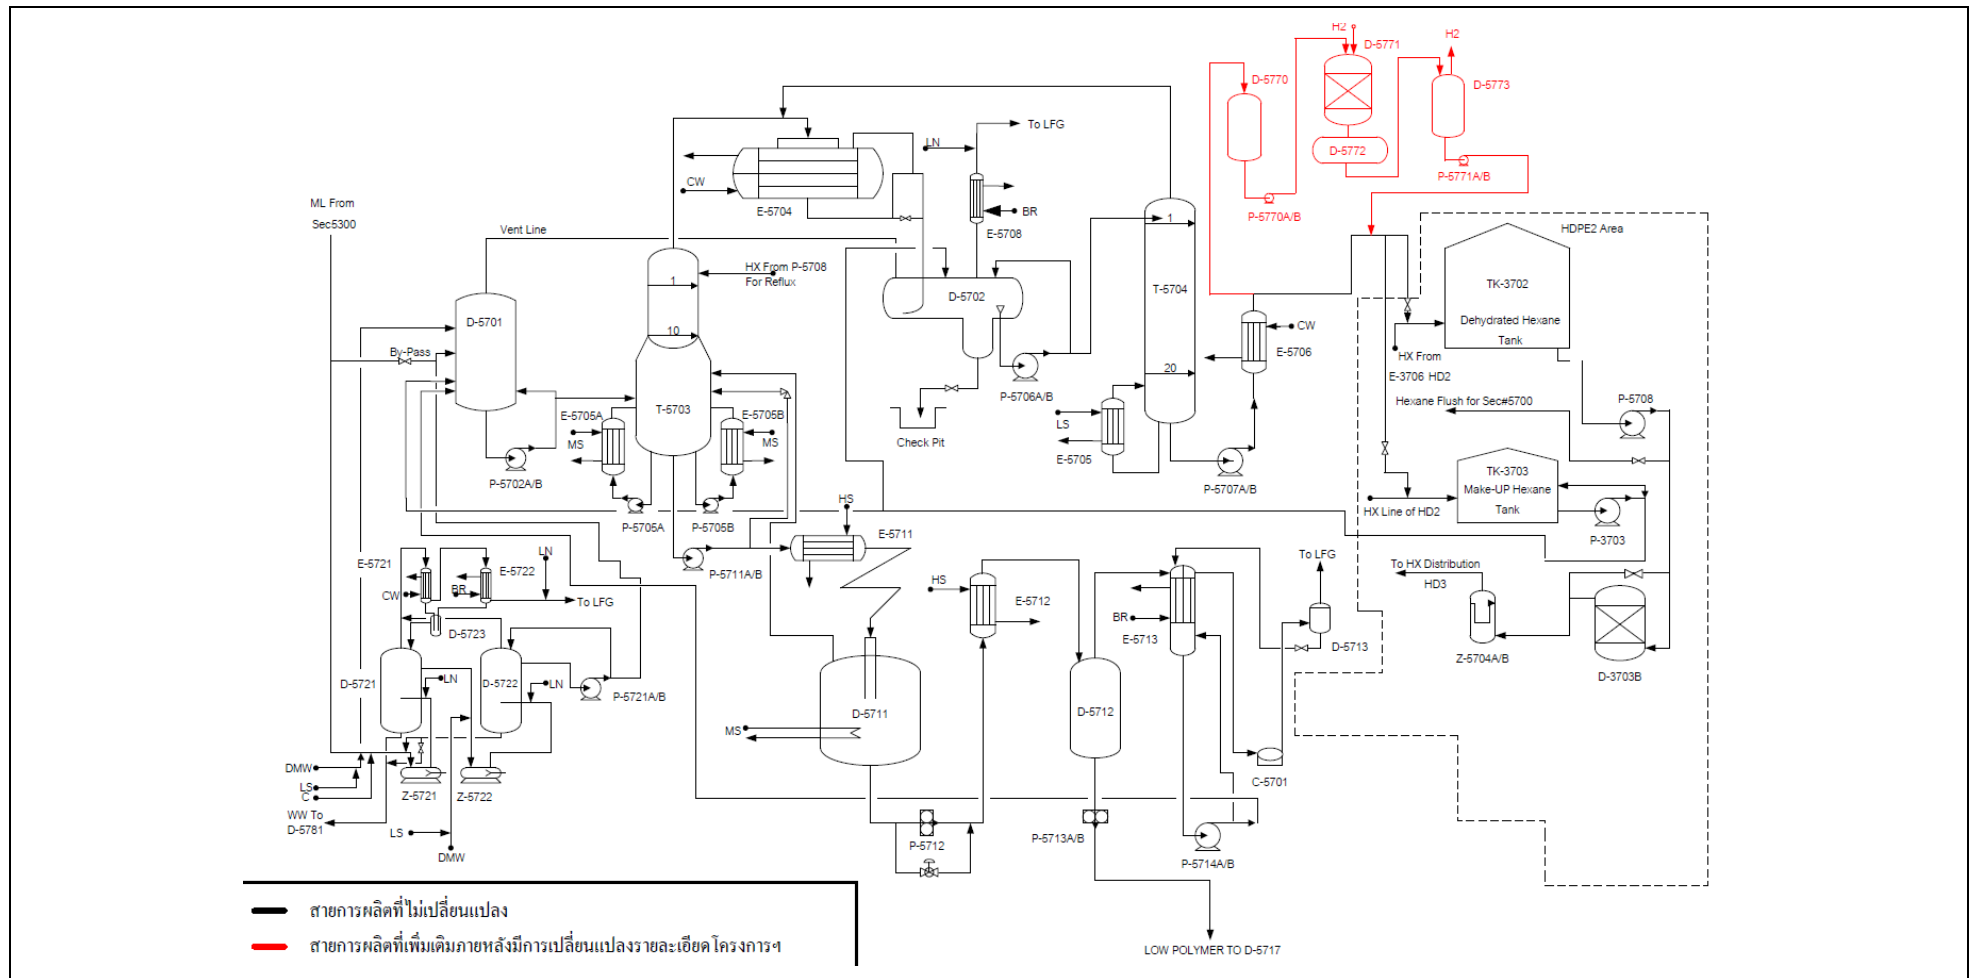 H2
D-5771
H2
D-5770
D-5773
D-5772
P-5771A/B
P-5770A/B
To LFG
LN
CW
E-5704
BR
E-5708
ML From
Sec5300
Vent Line
HX From P-5708
For Reflux
1
10
T-5703
D-5701
By-Pass
D-5702
1
T-5704
20
CW
E-5706
HDPE2 Area
TK-3702
Dehydrated Hexane
Tank
HX From
E-3706 HD2
Hexane Flush for Sec#5700
P-5708
P-5706A/B
Check Pit
LS
E-5705
P-5707A/B
E-5705A
MS
E-5705B
MS
P-5702A/B
P-5705A
P-5705B
TK-3703
Make-UP Hexane
Tank
HX Line of HD2
P-3703
HS
E-5711
P-5711A/B
E-5721
CW
BR
E-5722
LN
To LFG
D-5723
D-5721
LN
D-5722
LN
P-5721A/B
HS
E-5712
BR
E-5713
To LFG
D-5713
To HX Distribution
HD3
Z-5704A/B
D-3703B
D-5711
MS
D-5712
C-5701
DMW
LS
C
WW To
D-5781
Z-5721
Z-5722
LS
DMW
P-5712
P-5713A/B
P-5714A/B
LOW POLYMER TO D-5717
สายการผลิตที่ไม่เปลี่ยนแปลง
สายการผลิตที่เพิ่มเติมภายหลังมีการเปลี่ยนแปลงรายละเอียดโครงการฯ